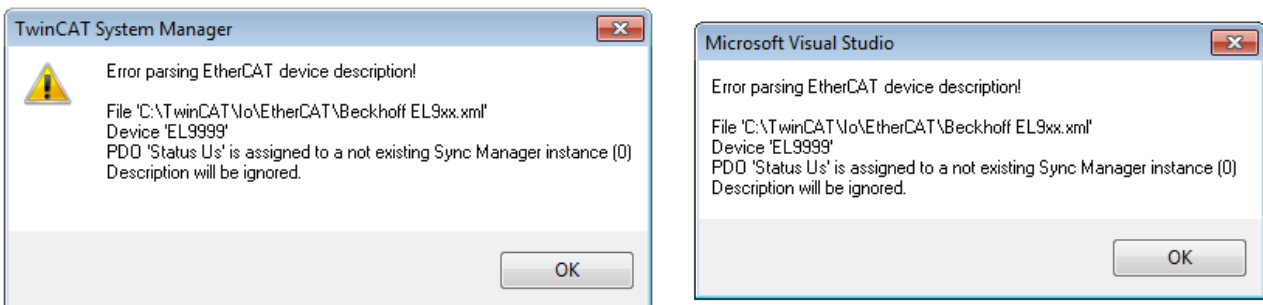 TwinCAT System Manager
Error parsing EtherCAT device description!
File 'C:\TwinCAT\Io\EtherCAT\Beckhoff EL9xx.xml'
Device 'EL9999'
PDO 'Status Us' is assigned to a not existing Sync Manager instance (0)
Description will be ignored.
OK
Microsoft Visual Studio
Error parsing EtherCAT device description!
File 'C:\TwinCAT\Io\EtherCAT\Beckhoff EL9xx.xml'
Device 'EL9999'
PDO 'Status Us' is assigned to a not existing Sync Manager instance (0)
Description will be ignored.
OK